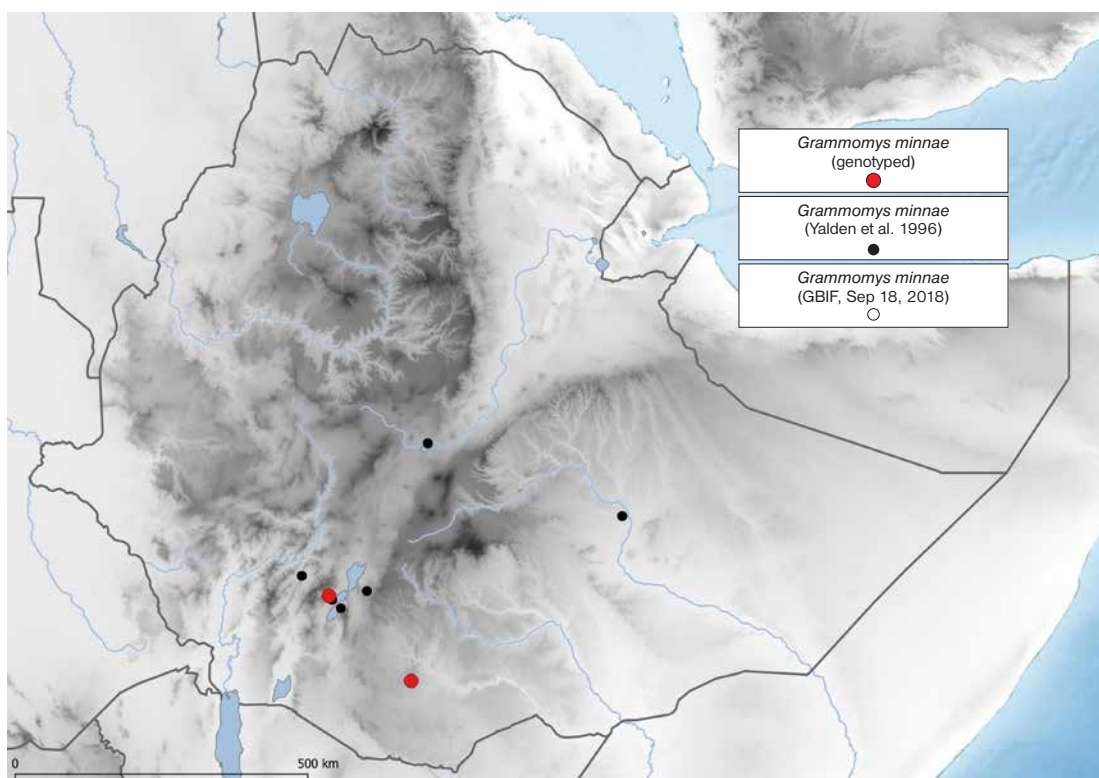 Grammomys minnae
(genotyped)
Grammomys minnae
(Yalden et al. 1996)
Grammomys minnae
(GBIF, Sep 18, 2018)
0 500 km